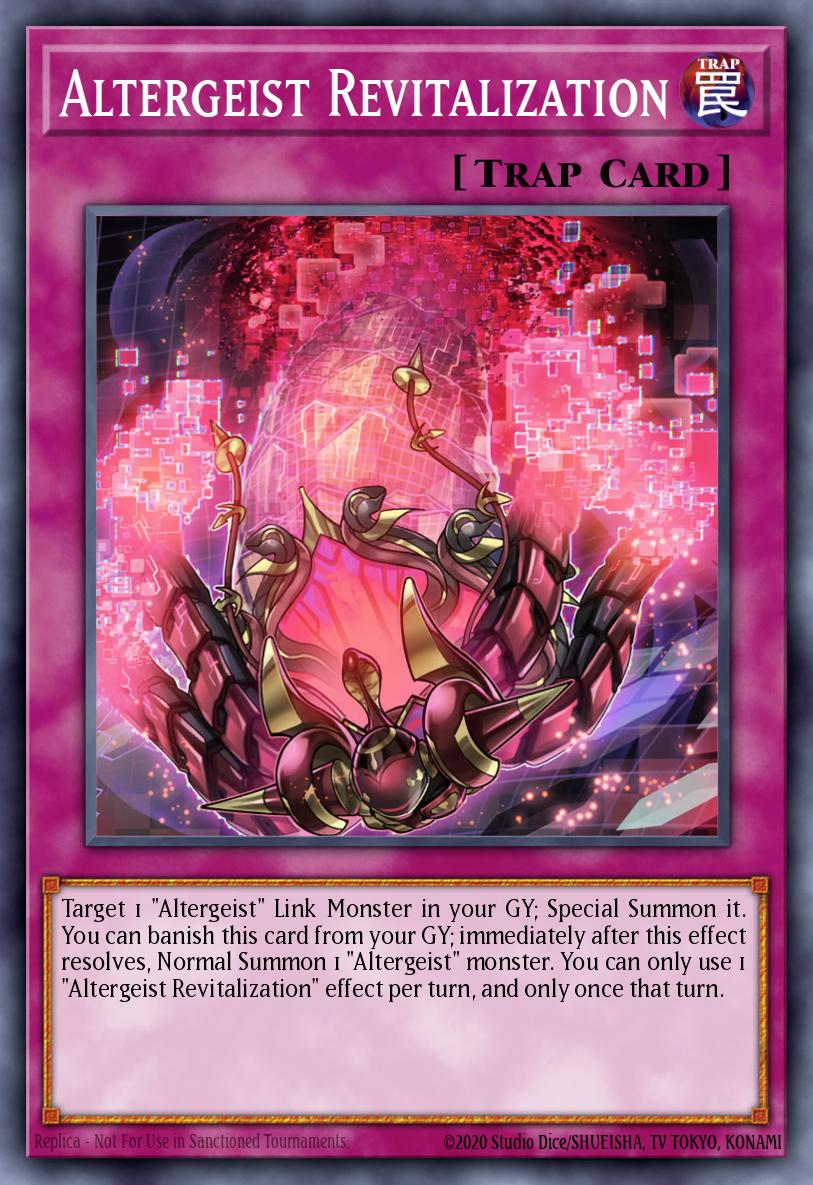 Altergeist Revitalization
TRAP
罠
[Trap Card]
Target 1 "Altergeist" Link Monster in your GY; Special Summon it.
You can banish this card from your GY; immediately after this effect
resolves, Normal Summon 1 "Altergeist" monster. You can only use 1
"Altergeist Revitalization" effect per turn, and only once that turn.
Replica - Not For Use in Sanctioned Tournaments.
©2020 Studio Dice/SHUEISHA, TV TOKYO, KONAMI